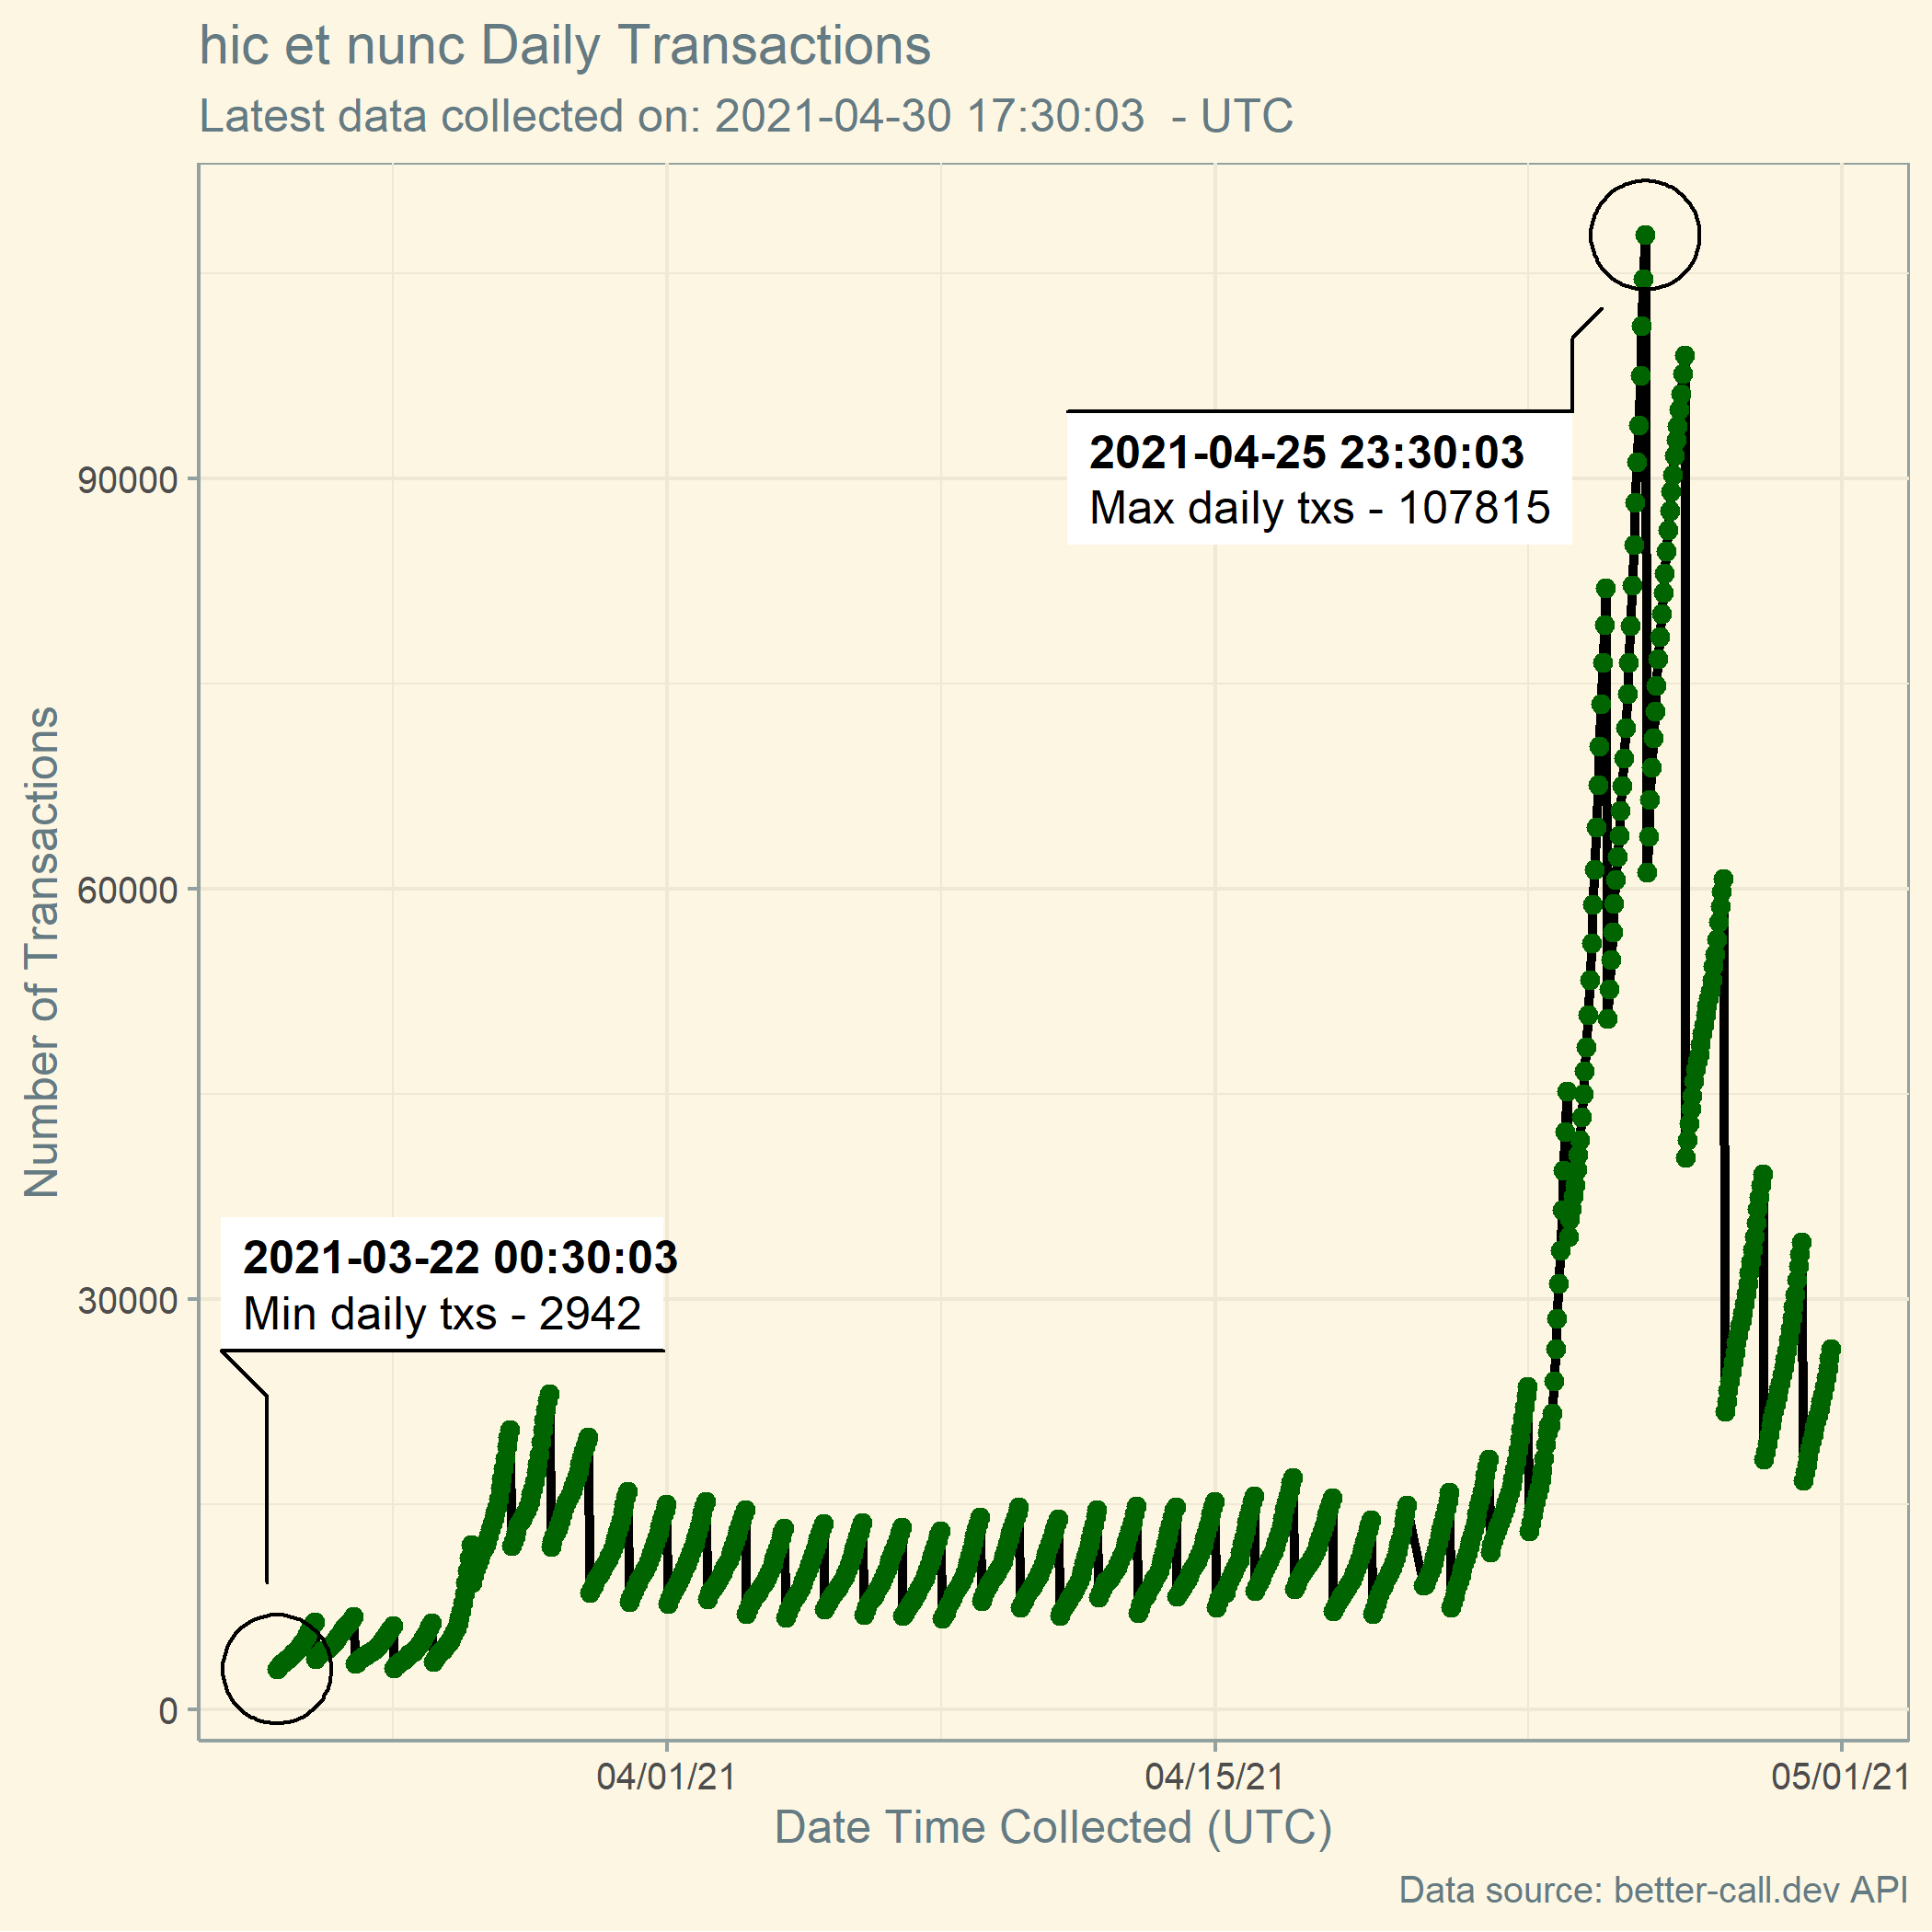 hic et nunc Daily Transactions
Latest data collected on: 2021-04-30 17:30:03  - UTC
Number of Transactions
90000
60000
30000
0
2021-04-25 23:30:03
Max daily txs - 107815
2021-03-22 00:30:03
Min daily txs - 2942
04/01/21
04/15/21
05/01/21
Date Time Collected (UTC)
Data source: better-call.dev API